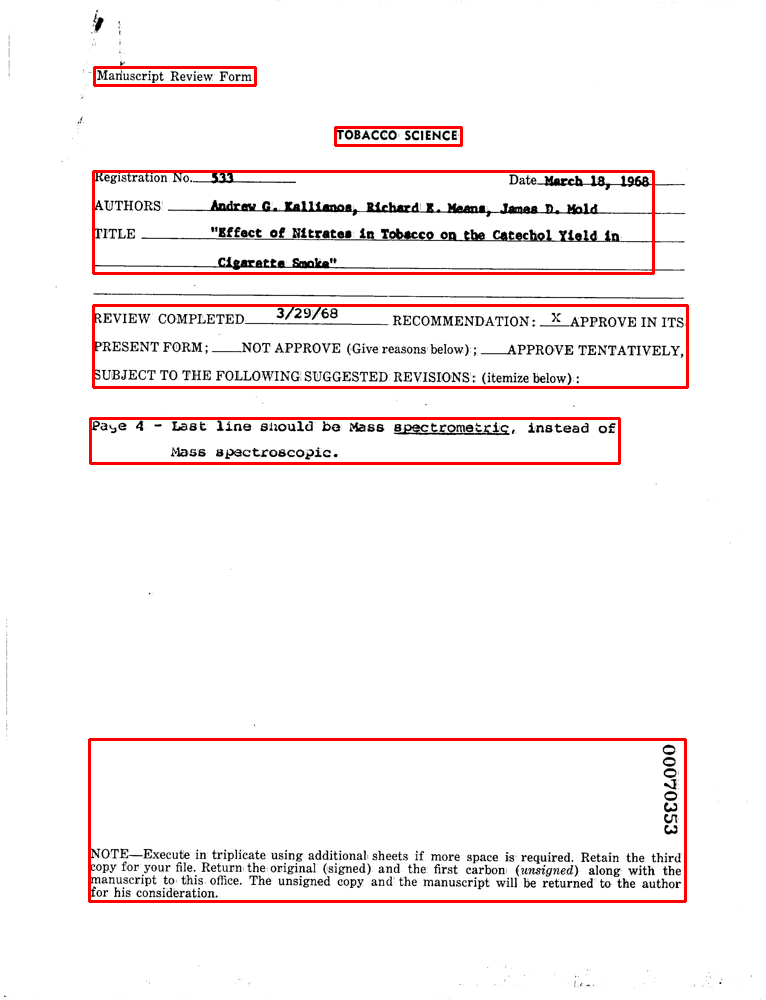 Manuscript Review Form
TOBACCO SCIENCE
Registration No. 533 Date March 18, 1968
AUTHORS Andrew G. Kallianos, Richard E. Means, James D. Mold
TITLE "Effect of Nitrates in Tobacco on the Catechol Yield in
Cigarette Smoke"
REVIEW COMPLETED 3/29/68 RECOMMENDATION: X APPROVE IN ITS
PRESENT FORM; ___NOT APPROVE (Give reasons below); ___APPROVE TENTATIVELY,
SUBJECT TO THE FOLLOWING SUGGESTED REVISIONS: (itemize below) :
Page 4 - Last line should be Mass spectrometric, instead of
Mass spectroscopic.
00070353
NOTE—Execute in triplicate using additional sheets if more space is required. Retain the third
copy for your file. Return the original (signed) and the first carbon (unsigned) along with the
manuscript to this office. The unsigned copy and the manuscript will be returned to the author
for his consideration.